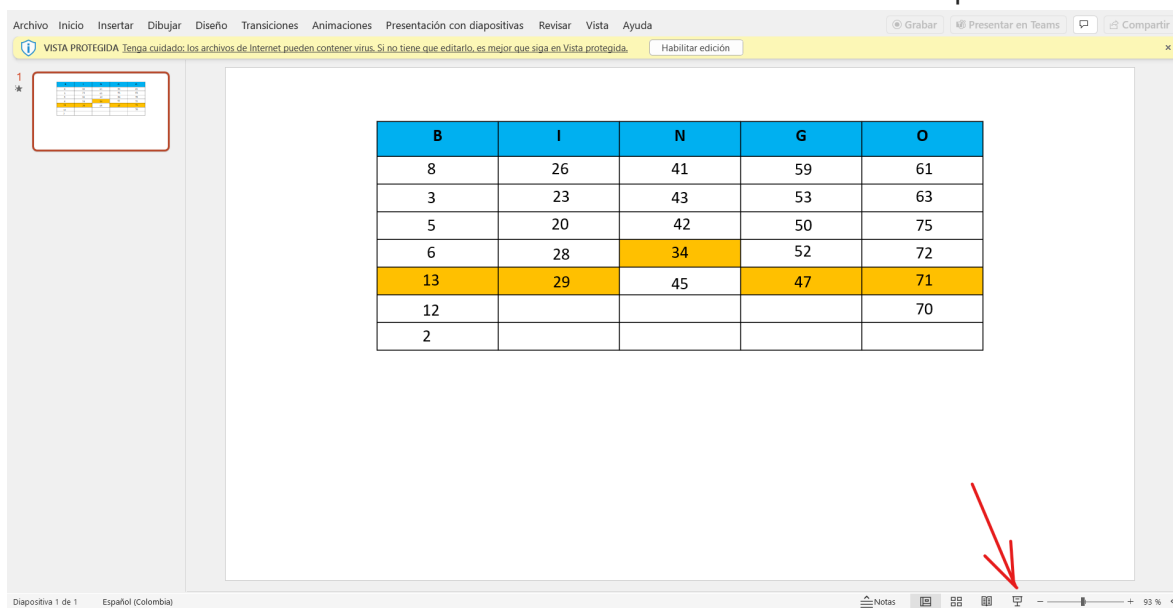 Archivo Inicio Insertar Dibujar Diseño Transiciones Animaciones Presentación con diapositivas Revisar Vista Ayuda Grabar Presentar en Teams Compartir
VISTA PROTEGIDA Tenga cuidado: los archivos de Internet pueden contener virus. Si no tiene que editarlo, es mejor que siga en Vista protegida. Habilitar edición
1
B I N G O
8 26 41 59 61
3 23 43 53 63
5 20 42 50 75
6 28 34 52 72
13 29 45 47 71
12 70
2
Diapositiva 1 de 1 Español (Colombia) Notas 93 %